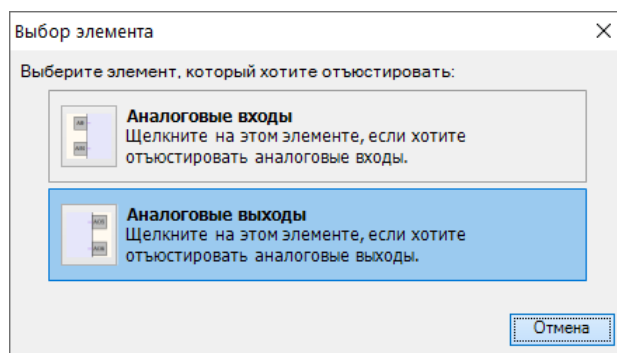 Выбор элемента
Выберите элемент, который хотите отъюстировать:
Аналоговые входы
Щелкните на этом элементе, если хотите
отъюстировать аналоговые входы.
Аналоговые выходы
Щелкните на этом элементе, если хотите
отъюстировать аналоговые выходы.
Отмена